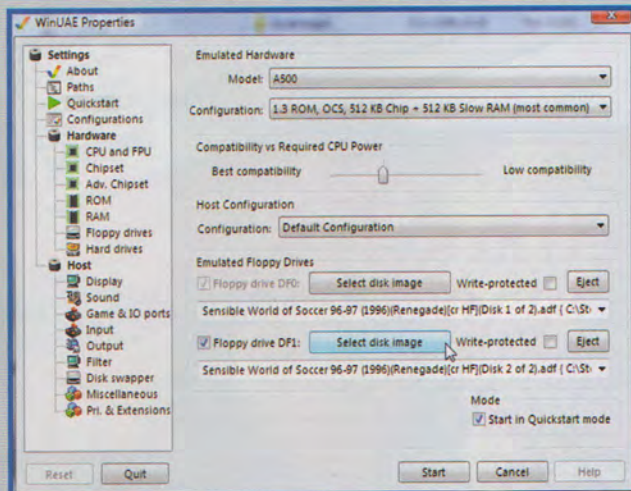 WinUAE Properties
Settings
About
Paths
Quickstart
Configurations
Hardware
CPU and FPU
Chipset
Adv. Chipset
ROM
RAM
Floppy drives
Hard drives
Host
Display
Sound
Game & IO ports
Input
Output
Filter
Disk swapper
Miscellaneous
Pri. & Extensions
Reset
Quit
Emulated Hardware
Model: A500
Configuration: 1.3 ROM, OCS, 512 KB Chip + 512 KB Slow RAM (most common)
Compatibility vs Required CPU Power
Best compatibility Low compatibility
Host Configuration
Configuration: Default Configuration
Emulated Floppy Drives
Floppy drive DF0: Select disk image Write-protected Eject
Sensible World of Soccer 96-97 (1996)(Renegade)[cr HF](Disk 1 of 2).adf { C:\St
Floppy drive DF1: Select disk image Write-protected Eject
Sensible World of Soccer 96-97 (1996)(Renegade)[cr HF](Disk 2 of 2).adf { C:\St
Mode
Start in Quickstart mode
Start Cancel Help